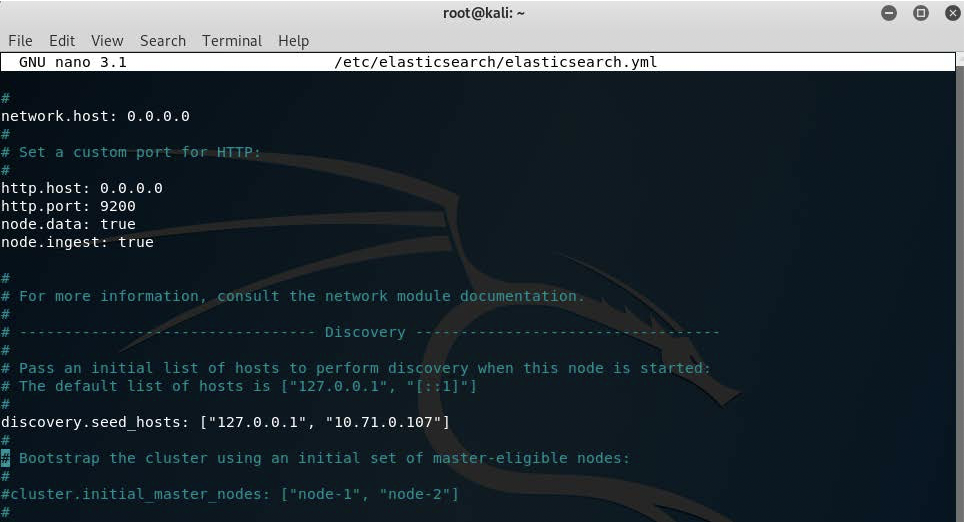 root@kali: ~
File Edit View Search Terminal Help
GNU nano 3.1 /etc/elasticsearch/elasticsearch.yml
#
network.host: 0.0.0.0
#
# Set a custom port for HTTP:
#
http.host: 0.0.0.0
http.port: 9200
node.data: true
node.ingest: true
#
# For more information, consult the network module documentation.
#
# --------------------------------- Discovery ----------------------------------
#
# Pass an initial list of hosts to perform discovery when this node is started:
# The default list of hosts is ["127.0.0.1", "[::1]"]
#
discovery.seed_hosts: ["127.0.0.1", "10.71.0.107"]
#
# Bootstrap the cluster using an initial set of master-eligible nodes:
#
#cluster.initial_master_nodes: ["node-1", "node-2"]
#